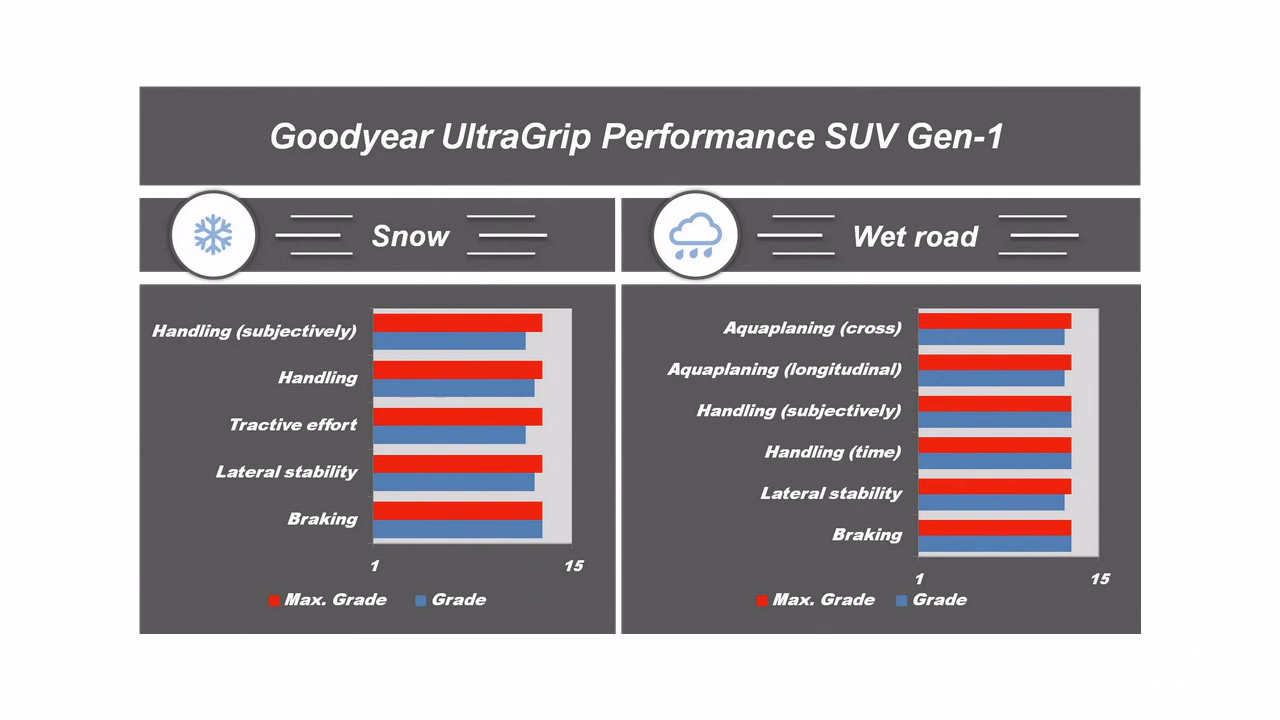 Goodyear UltraGrip Performance SUV Gen-1
Snow
Handling (subjectively)
Handling
Tractive effort
Lateral stability
Braking
1 15
Max. Grade Grade
Wet road
Aquaplaning (cross)
Aquaplaning (longitudinal)
Handling (subjectively)
Handling (time)
Lateral stability
Braking
1 15
Max. Grade Grade